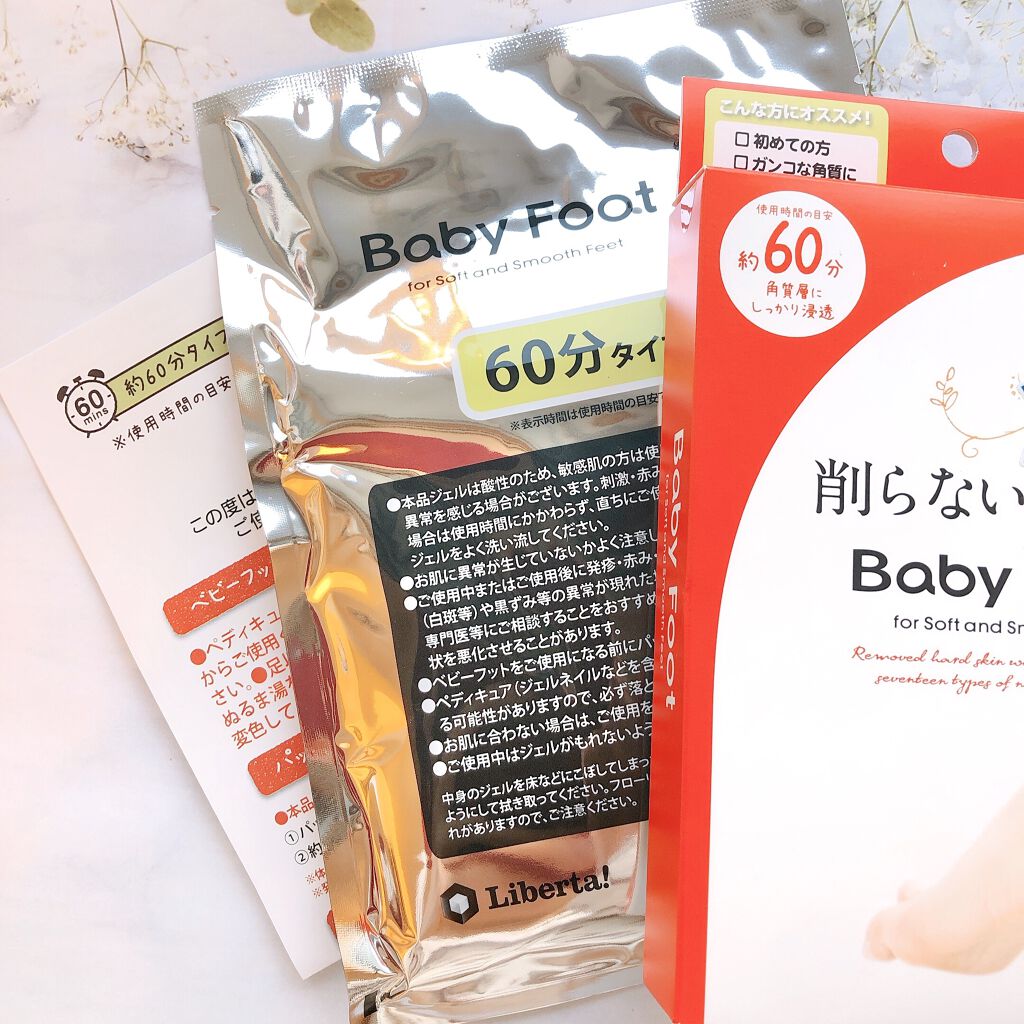 こんな方にオススメ!
□ 初めての方
□ ガンコな角質に
使用時間の目安
約60分
角質層に
しっかり浸透
削らない
Baby
for Soft and Sm
Removed hard skin w
seventeen types of n
Baby Foot
for Soft and Smooth Feet
Baby Foot
for Soft and Smooth Feet
60分タイプ
※表示時間は使用時間の目安で
●本品ジェルは酸性のため、敏感肌の方は使
異常を感じる場合がございます。刺激・赤み
場合は使用時間にかかわらず、直ちにご使
ジェルをよく洗い流してください。
●お肌に異常が生じていないかよく注意し
●ご使用中またはご使用後に発疹・赤み・
(白斑等)や黒ずみ等の異常が現れた
専門医等にご相談することをおすすめ
状を悪化させることがあります。
●ベビーフットをご使用になる前にパ
●ペディキュア(ジェルネイルなどを含
る可能性がありますので、必ず落と
●お肌に合わない場合は、ご使用を
●ご使用中はジェルがもれないよう
中身のジェルを床などにこぼしてしまっ
ようにして拭き取ってください。フローリ
れがありますので、ご注意ください。
Liberta!
60 mins
約60分タイプ
※使用時間の目安
この度は
ご使
ベビーフッ
●ペディキュ
からご使用く
さい。●足
ぬるま湯
変色して
パッ
●本品
①パッ
②約